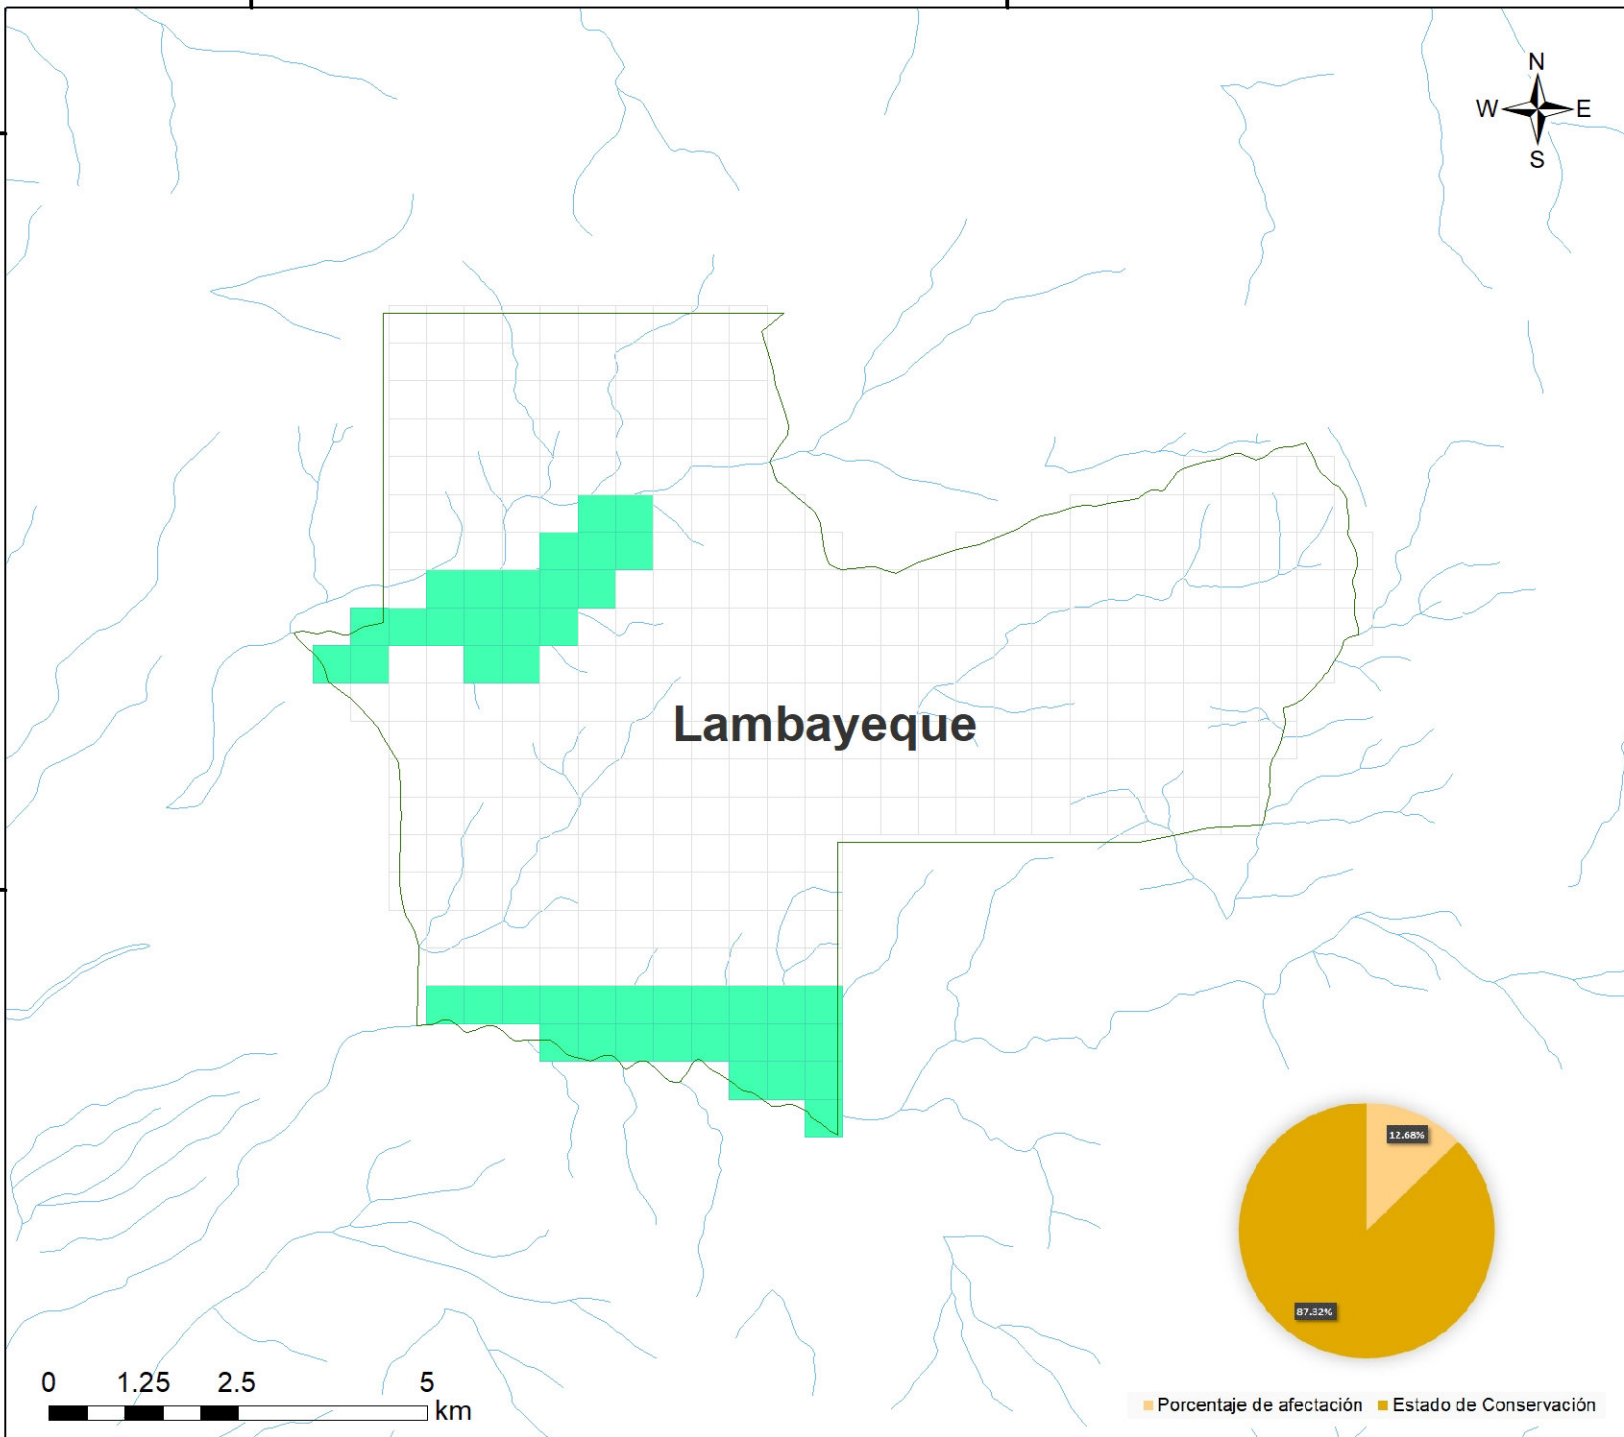 N
W E
S
Lambayeque
12.68%
87.32%
0 1.25 2.5 5
km
Porcentaje de afectación Estado de Conservación